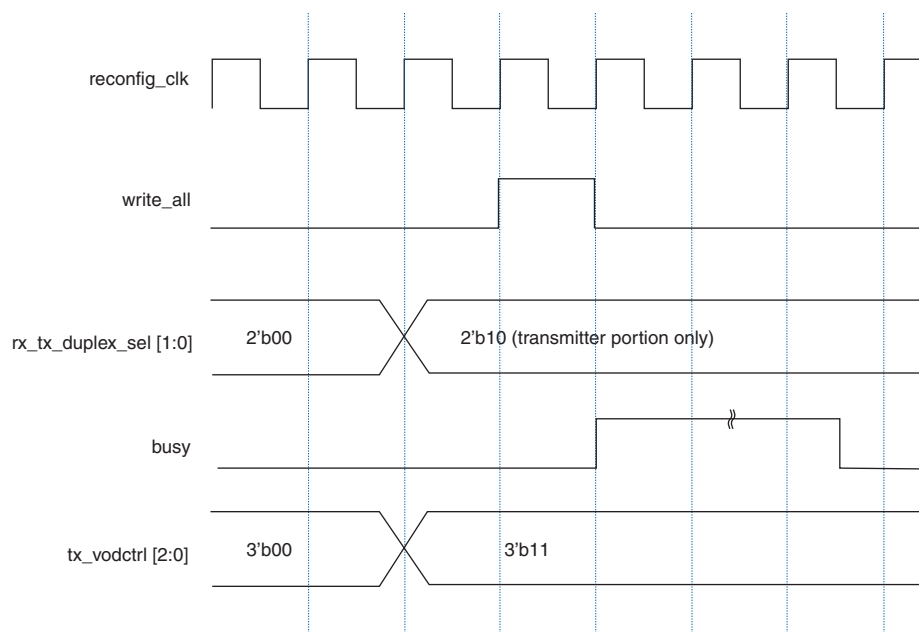 reconfig_clk
write_all
rx_tx_duplex_sel [1:0]
2’b00
2’b10 (transmitter portion only)
busy
tx_vodctrl [2:0]
3’b00
3’b11